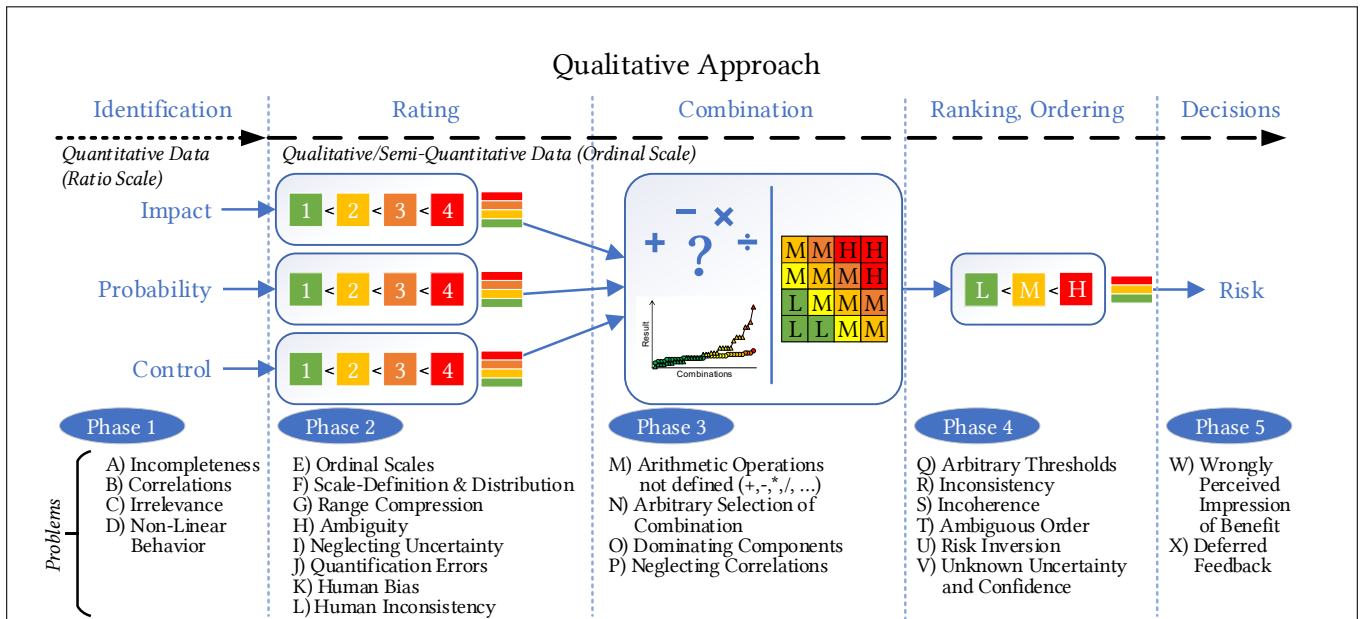 Qualitative Approach
Identification
Rating
Combination
Ranking, Ordering
Decisions
Quantitative Data
(Ratio Scale)
Qualitative/Semi-Quantitative Data (Ordinal Scale)
Impact
1 < 2 < 3 < 4
Probability
1 < 2 < 3 < 4
Control
1 < 2 < 3 < 4
+ − × ÷
?
Result
Combinations
M M H H
M M M H
L M M M
L L M M
L < M < H
Risk
Phase 1
Phase 2
Phase 3
Phase 4
Phase 5
Problems
A) Incompleteness
B) Correlations
C) Irrelevance
D) Non-Linear
Behavior
E) Ordinal Scales
F) Scale-Definition & Distribution
G) Range Compression
H) Ambiguity
I) Neglecting Uncertainty
J) Quantification Errors
K) Human Bias
L) Human Inconsistency
M) Arithmetic Operations
not defined (+,-,*,/, ...)
N) Arbitrary Selection of
Combination
O) Dominating Components
P) Neglecting Correlations
Q) Arbitrary Thresholds
R) Inconsistency
S) Incoherence
T) Ambiguous Order
U) Risk Inversion
V) Unknown Uncertainty
and Confidence
W) Wrongly
Perceived
Impression
of Benefit
X) Deferred
Feedback